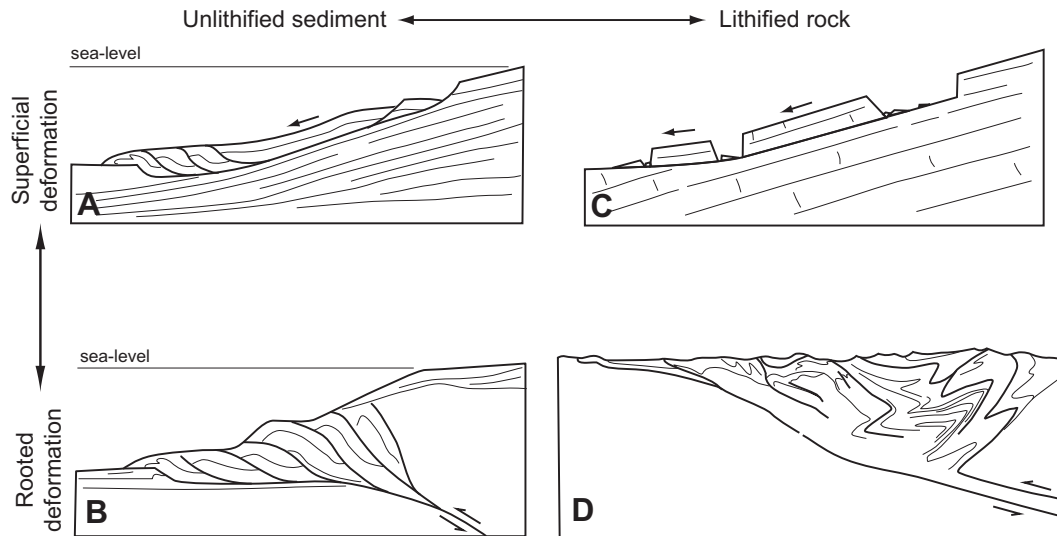 Unlithified sediment
Lithified rock
Superficial
deformation
sea-level
A
C
Rooted
deformation
sea-level
B
D